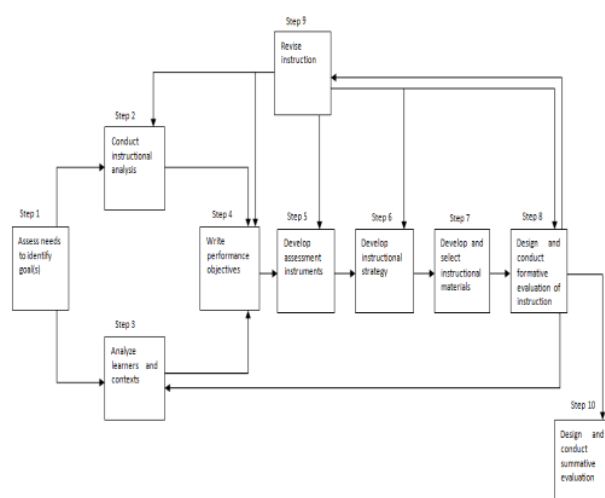 Step 9
Revise
instruction
Step 2
Conduct
instructional
analysis
Step 1
Assess needs
to identify
goal(s)
Step 4
Write
performance
objectives
Step 5
Develop
assessment
instruments
Step 6
Develop
instructional
strategy
Step 7
Develop and
select
instructional
materials
Step 8
Design and
conduct
formative
evaluation of
instruction
Step 3
Analyze
learners and
contexts
Step 10
Design and
conduct
summative
evaluation